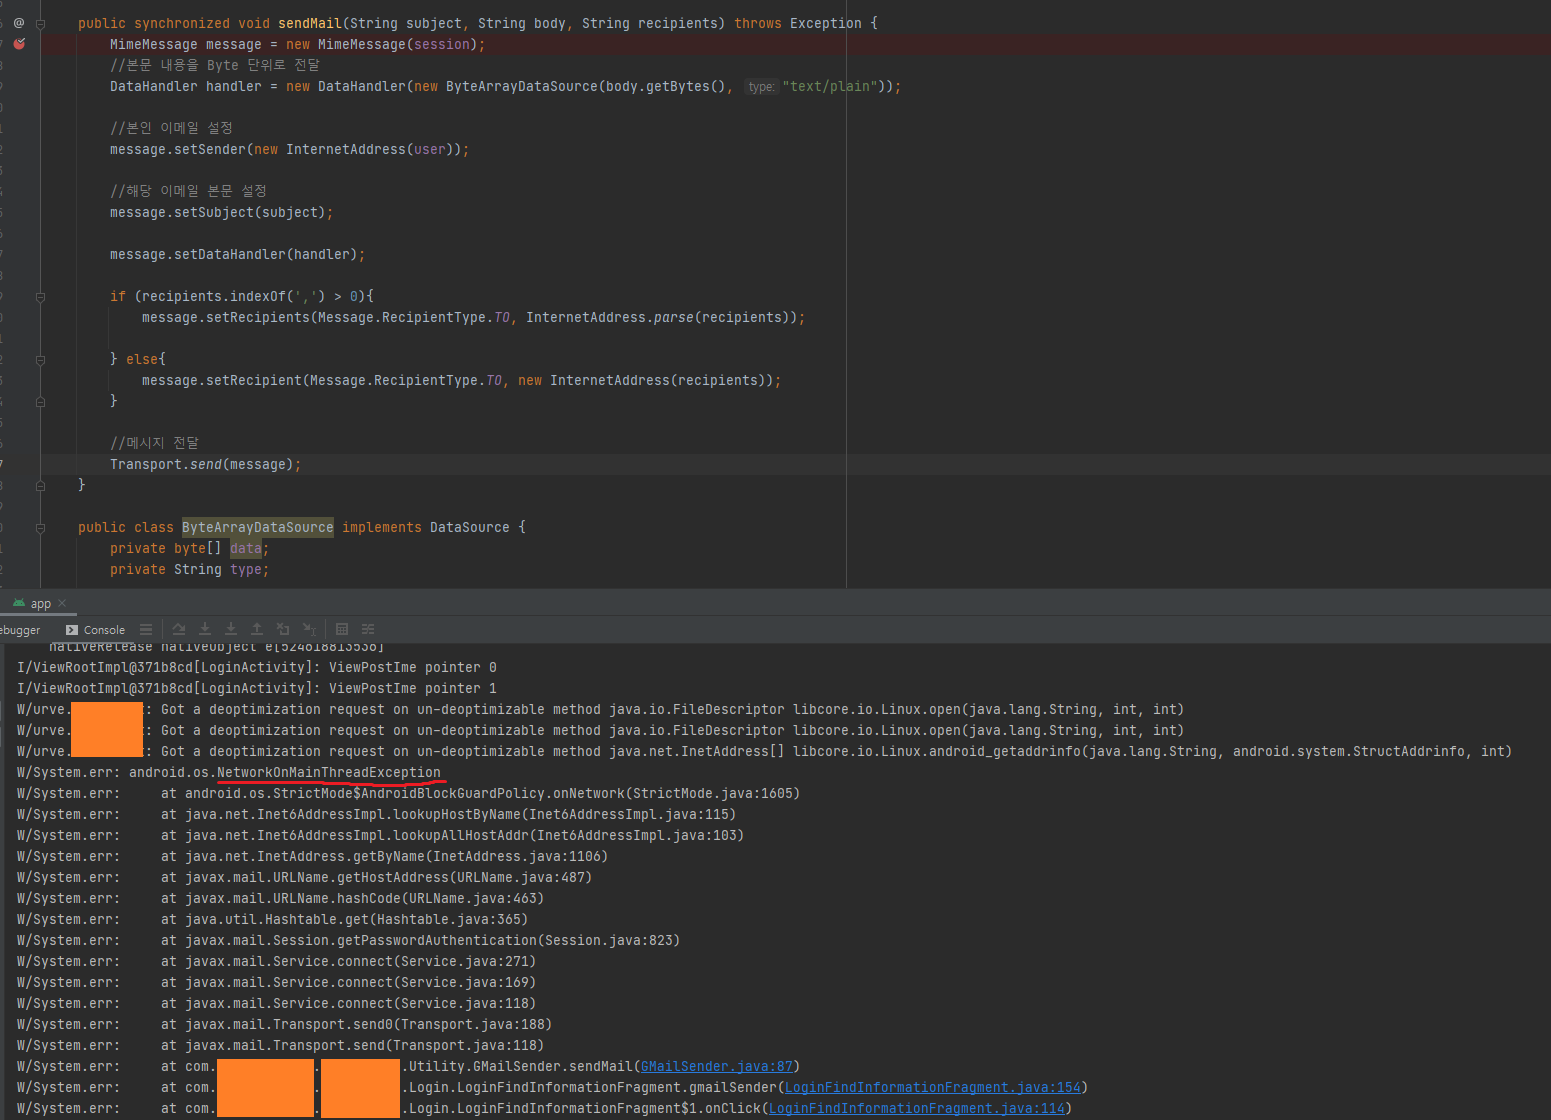 @ public synchronized void sendMail(String subject, String body, String recipients) throws Exception {
MimeMessage message = new MimeMessage(session);
//본문 내용을 Byte 단위로 전달
DataHandler handler = new DataHandler(new ByteArrayDataSource(body.getBytes(), type: "text/plain"));
//본인 이메일 설정
message.setSender(new InternetAddress(user));
//해당 이메일 본문 설정
message.setSubject(subject);
message.setDataHandler(handler);
if (recipients.indexOf(',') > 0){
message.setRecipients(Message.RecipientType.TO, InternetAddress.parse(recipients));
} else{
message.setRecipient(Message.RecipientType.TO, new InternetAddress(recipients));
}
//메시지 전달
Transport.send(message);
}
public class ByteArrayDataSource implements DataSource {
private byte[] data;
private String type;
app
ebugger Console
nativeRelease nativeObject e[524618813536]
I/ViewRootImpl@371b8cd[LoginActivity]: ViewPostIme pointer 0
I/ViewRootImpl@371b8cd[LoginActivity]: ViewPostIme pointer 1
W/urve. : Got a deoptimization request on un-deoptimizable method java.io.FileDescriptor libcore.io.Linux.open(java.lang.String, int, int)
W/urve. : Got a deoptimization request on un-deoptimizable method java.io.FileDescriptor libcore.io.Linux.open(java.lang.String, int, int)
W/urve. : Got a deoptimization request on un-deoptimizable method java.net.InetAddress[] libcore.io.Linux.android_getaddrinfo(java.lang.String, android.system.StructAddrinfo, int)
W/System.err: android.os.NetworkOnMainThreadException
W/System.err: at android.os.StrictMode$AndroidBlockGuardPolicy.onNetwork(StrictMode.java:1605)
W/System.err: at java.net.Inet6AddressImpl.lookupHostByName(Inet6AddressImpl.java:115)
W/System.err: at java.net.Inet6AddressImpl.lookupAllHostAddr(Inet6AddressImpl.java:103)
W/System.err: at java.net.InetAddress.getByName(InetAddress.java:1106)
W/System.err: at javax.mail.URLName.getHostAddress(URLName.java:487)
W/System.err: at javax.mail.URLName.hashCode(URLName.java:463)
W/System.err: at java.util.Hashtable.get(Hashtable.java:365)
W/System.err: at javax.mail.Session.getPasswordAuthentication(Session.java:823)
W/System.err: at javax.mail.Service.connect(Service.java:271)
W/System.err: at javax.mail.Service.connect(Service.java:169)
W/System.err: at javax.mail.Service.connect(Service.java:118)
W/System.err: at javax.mail.Transport.send0(Transport.java:188)
W/System.err: at javax.mail.Transport.send(Transport.java:118)
W/System.err: at com. . .Utility.GMailSender.sendMail(GMailSender.java:87)
W/System.err: at com. . .Login.LoginFindInformationFragment.gmailSender(LoginFindInformationFragment.java:154)
W/System.err: at com. . .Login.LoginFindInformationFragment$1.onClick(LoginFindInformationFragment.java:114)